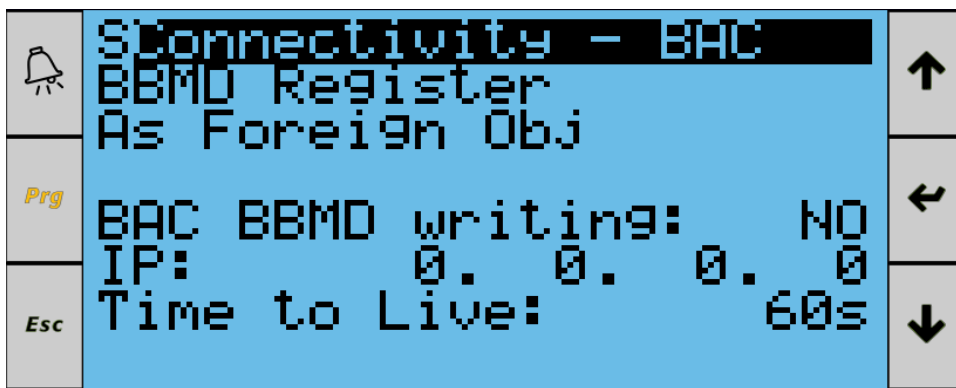 SConnectivity - BAC
BBMD Register
As Foreign Obj
Prg
BAC BBMD writing: NO
IP: 0. 0. 0. 0
Esc
Time to Live: 60s